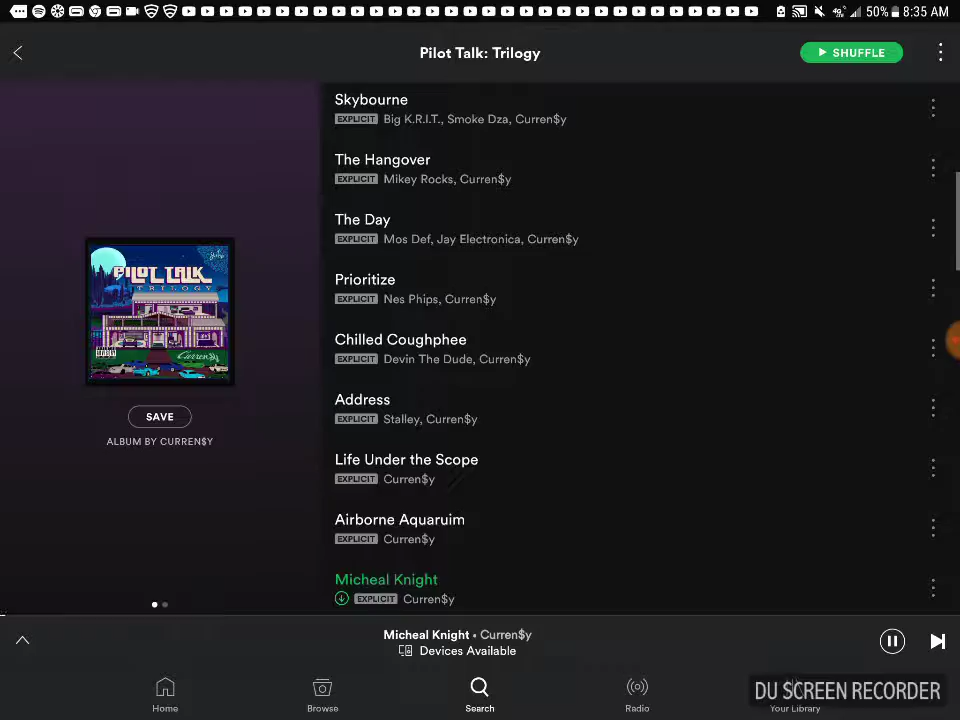 50% 8:35 AM
Pilot Talk: Trilogy
SHUFFLE
Skybourne
EXPLICIT Big K.R.I.T., Smoke Dza, Curren$y
The Hangover
EXPLICIT Mikey Rocks, Curren$y
The Day
EXPLICIT Mos Def, Jay Electronica, Curren$y
Prioritize
EXPLICIT Nes Phips, Curren$y
Chilled Coughphee
EXPLICIT Devin The Dude, Curren$y
Address
EXPLICIT Stalley, Curren$y
Life Under the Scope
EXPLICIT Curren$y
Airborne Aquaruim
EXPLICIT Curren$y
Micheal Knight
EXPLICIT Curren$y
PILOT TALK
TRILOGY
Curren$y
SAVE
ALBUM BY CURREN$Y
Micheal Knight • Curren$y
Devices Available
Home
Browse
Search
Radio
Your Library
DU SCREEN RECORDER